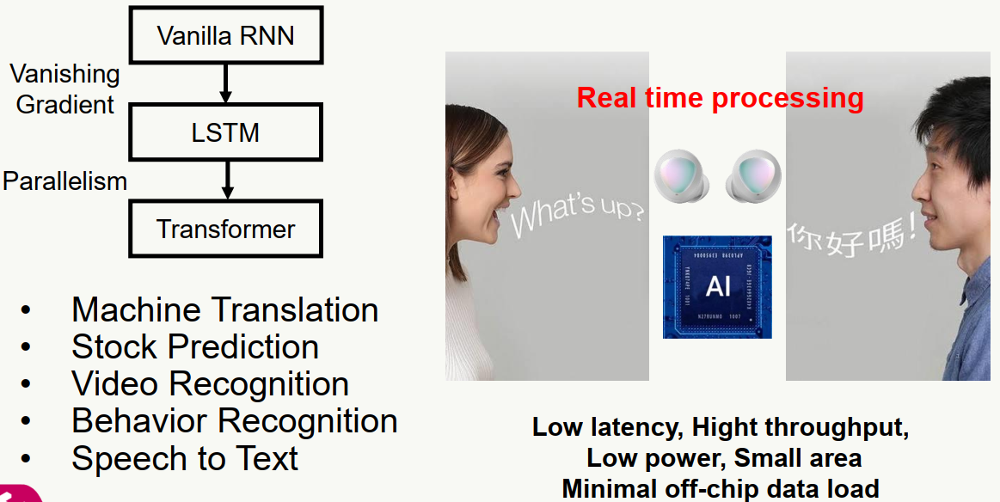 Vanilla RNN
Vanishing
Gradient
LSTM
Parallelism
Transformer
• Machine Translation
• Stock Prediction
• Video Recognition
• Behavior Recognition
• Speech to Text
Real time processing
What's up?
你好嗎!
AI
Low latency, Hight throughput,
Low power, Small area
Minimal off-chip data load